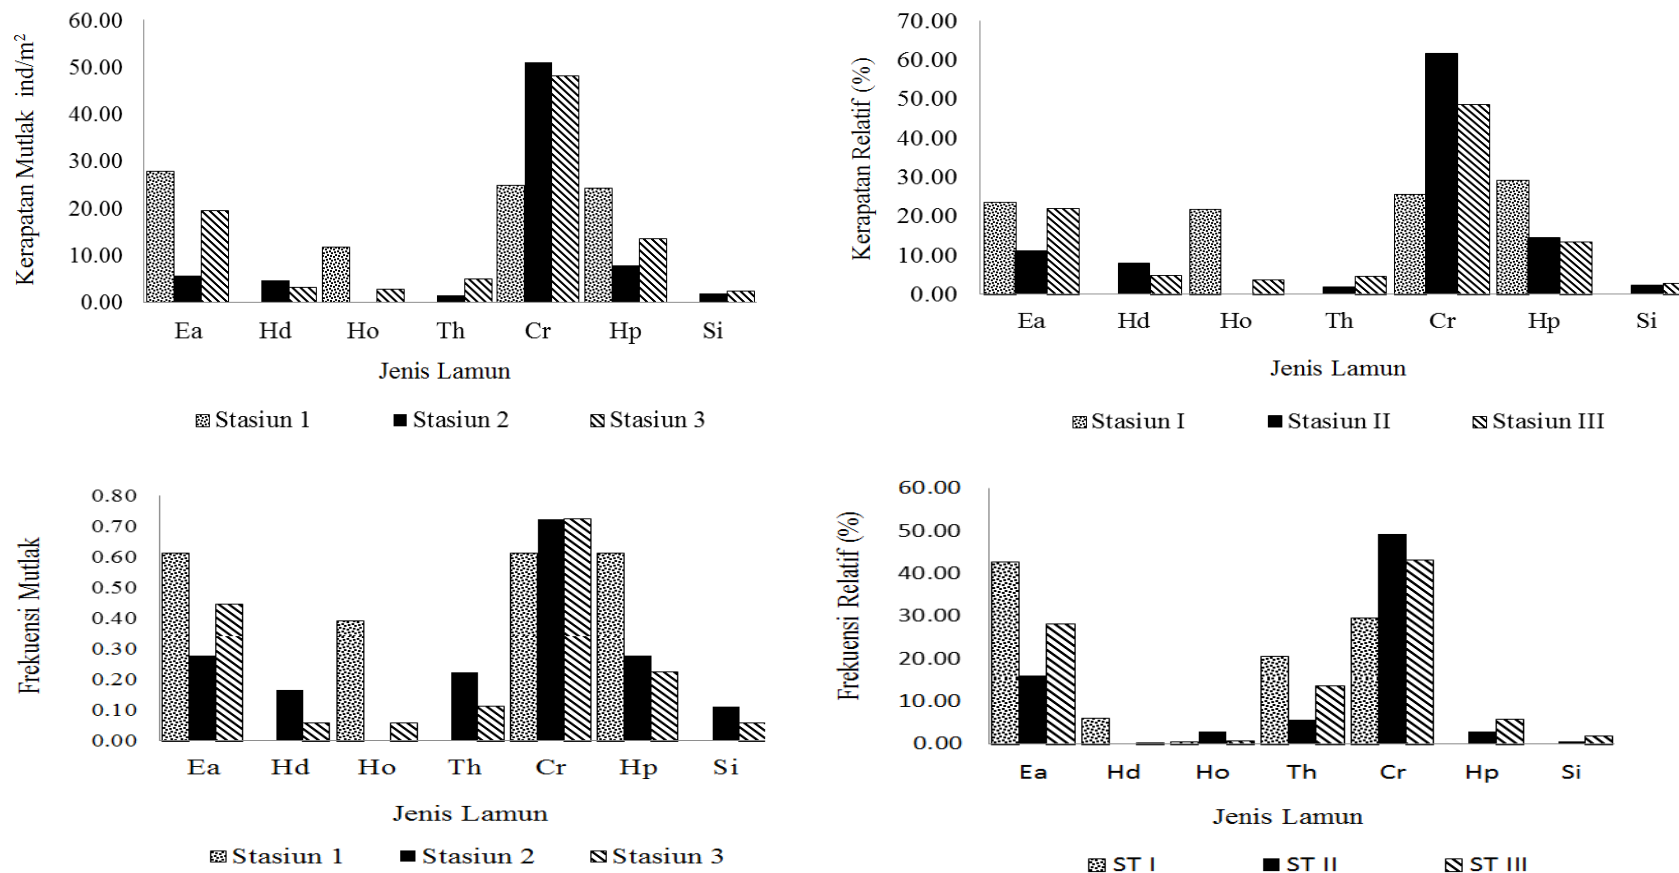 Kerapatan Mutlak ind/m²
60.00
50.00
40.00
30.00
20.00
10.00
0.00
Ea Hd Ho Th Cr Hp Si
Jenis Lamun
Stasiun 1 Stasiun 2 Stasiun 3
Kerapatan Relatif (%)
70.00
60.00
50.00
40.00
30.00
20.00
10.00
0.00
Ea Hd Ho Th Cr Hp Si
Jenis Lamun
Stasiun I Stasiun II Stasiun III
Frekuensi Mutlak
0.80
0.70
0.60
0.50
0.40
0.30
0.20
0.10
0.00
Ea Hd Ho Th Cr Hp Si
Jenis Lamun
Stasiun 1 Stasiun 2 Stasiun 3
Frekuensi Relatif (%)
60.00
50.00
40.00
30.00
20.00
10.00
0.00
Ea Hd Ho Th Cr Hp Si
Jenis Lamun
ST I ST II ST III